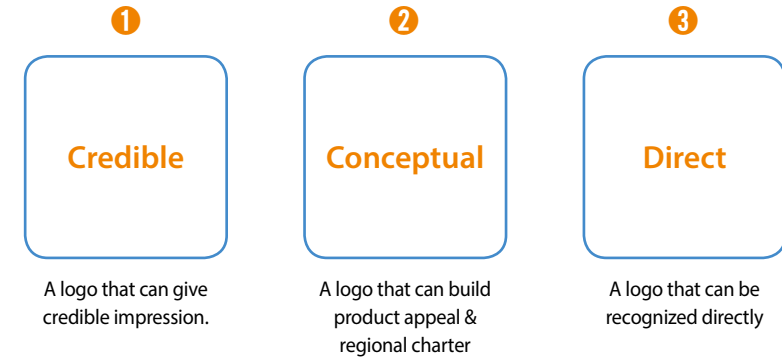 1
2
3
Credible
Conceptual
Direct
A logo that can give
credible impression.
A logo that can build
product appeal &
regional charter
A logo that can be
recognized directly